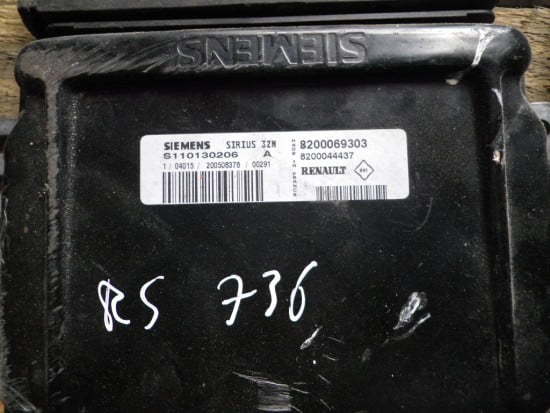 SIEMENS
SIEMENS SIRIUS 32N
S110130206 A
1 / 04015 / 200508378 / 00291
8200069303
8200044437
RENAULT
RS 736